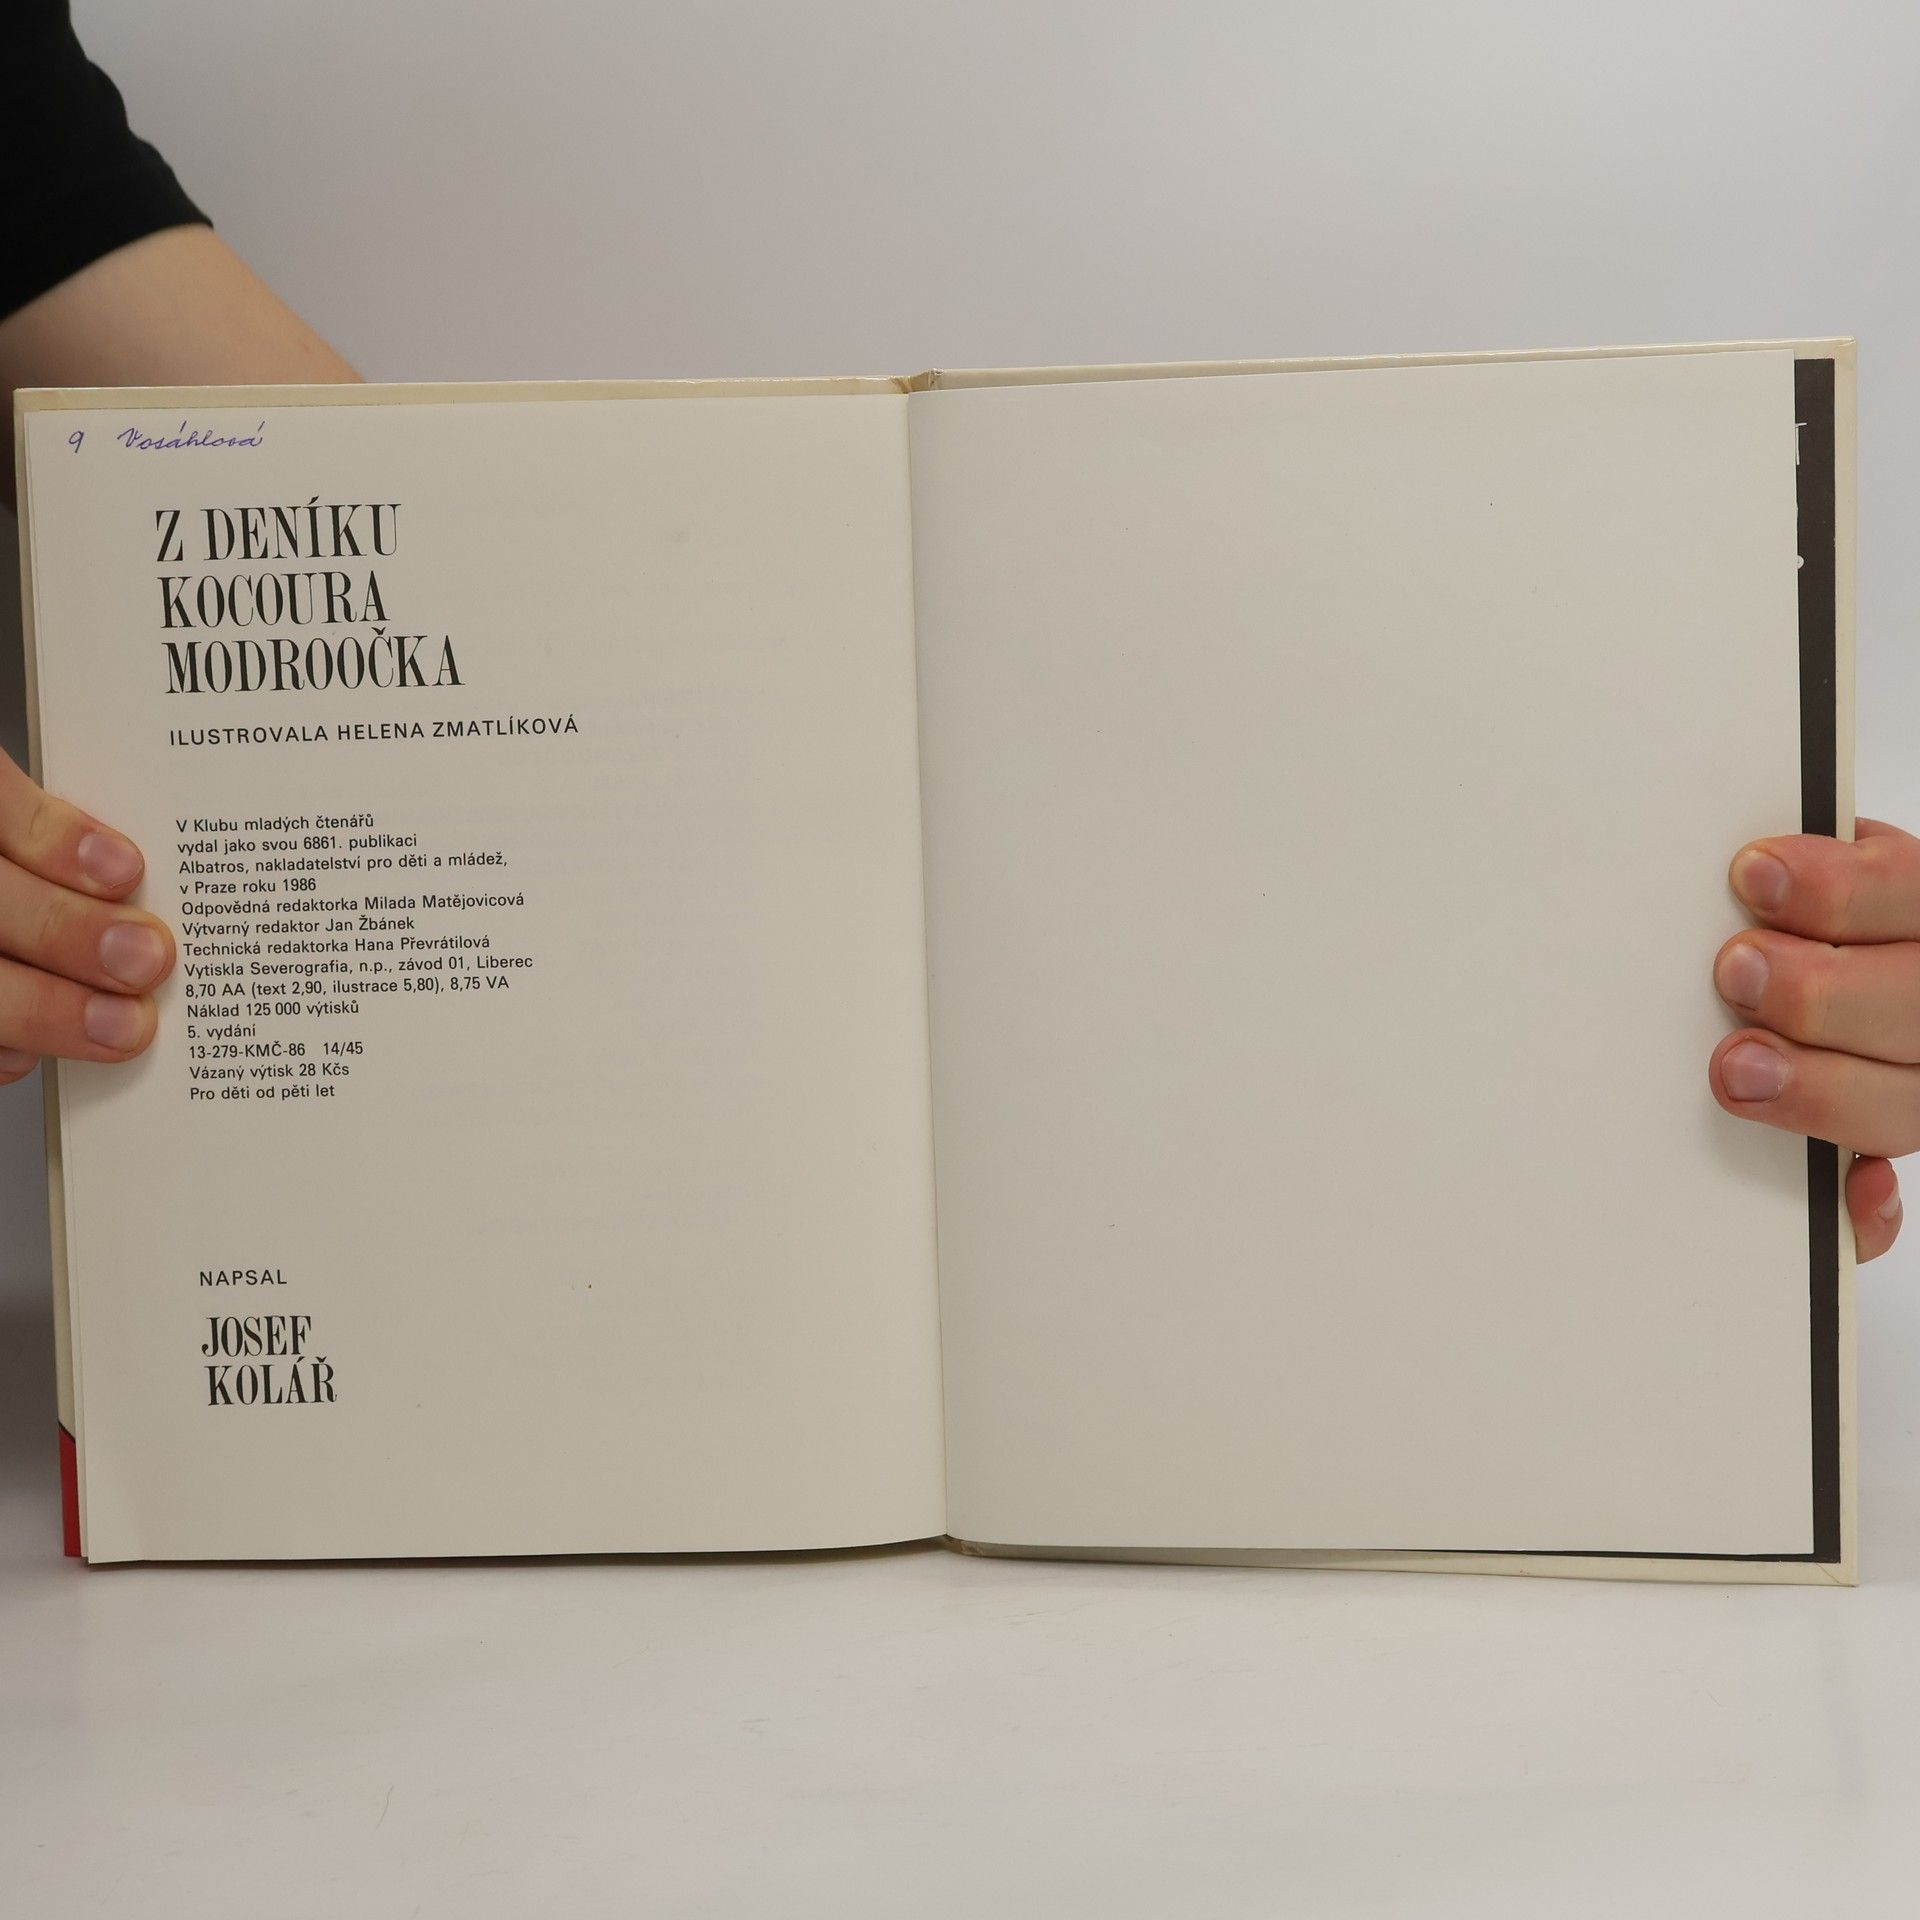 9 Vosáhlová
Z DENÍKU
KOCOURA
MODROOČKA
ILUSTROVALA HELENA ZMATLÍKOVÁ
V Klubu mladých čtenářů
vydal jako svou 6861. publikaci
Albatros, nakladatelství pro děti a mládež,
v Praze roku 1986
Odpovědná redaktorka Milada Matějovicová
Výtvarný redaktor Jan Žbánek
Technická redaktorka Hana Převrátilová
Vytiskla Severografia, n.p., závod 01, Liberec
8,70 AA (text 2,90, ilustrace 5,80), 8,75 VA
Náklad 125 000 výtisků
5. vydání
13-279-KMČ-86 14/45
Vázaný výtisk 28 Kčs
Pro děti od pěti let
NAPSAL
JOSEF
KOLÁŘ